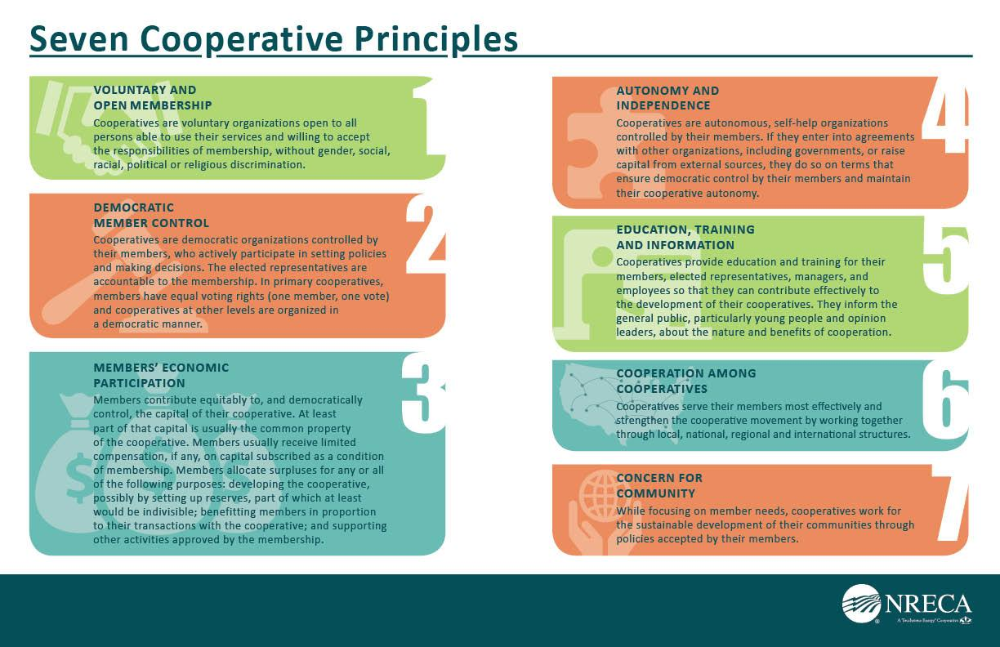 Seven Cooperative Principles
VOLUNTARY AND
OPEN MEMBERSHIP
Cooperatives are voluntary organizations open to all
persons able to use their services and willing to accept
the responsibilities of membership, without gender, social,
racial, political or religious discrimination.
1
DEMOCRATIC
MEMBER CONTROL
Cooperatives are democratic organizations controlled by
their members, who actively participate in setting policies
and making decisions. The elected representatives are
accountable to the membership. In primary cooperatives,
members have equal voting rights (one member, one vote)
and cooperatives at other levels are organized in
a democratic manner.
2
MEMBERS’ ECONOMIC
PARTICIPATION
Members contribute equitably to, and democratically
control, the capital of their cooperative. At least
part of that capital is usually the common property
of the cooperative. Members usually receive limited
compensation, if any, on capital subscribed as a condition
of membership. Members allocate surpluses for any or all
of the following purposes: developing the cooperative,
possibly by setting up reserves, part of which at least
would be indivisible; benefitting members in proportion
to their transactions with the cooperative; and supporting
other activities approved by the membership.
3
$ $ $
AUTONOMY AND
INDEPENDENCE
Cooperatives are autonomous, self-help organizations
controlled by their members. If they enter into agreements
with other organizations, including governments, or raise
capital from external sources, they do so on terms that
ensure democratic control by their members and maintain
their cooperative autonomy.
4
EDUCATION, TRAINING
AND INFORMATION
Cooperatives provide education and training for their
members, elected representatives, managers, and
employees so that they can contribute effectively to
the development of their cooperatives. They inform the
general public, particularly young people and opinion
leaders, about the nature and benefits of cooperation.
5
COOPERATION AMONG
COOPERATIVES
Cooperatives serve their members most effectively and
strengthen the cooperative movement by working together
through local, national, regional and international structures.
6
CONCERN FOR
COMMUNITY
While focusing on member needs, cooperatives work for
the sustainable development of their communities through
policies accepted by their members.
7
NRECA
®
A Touchstone Energy® Cooperative